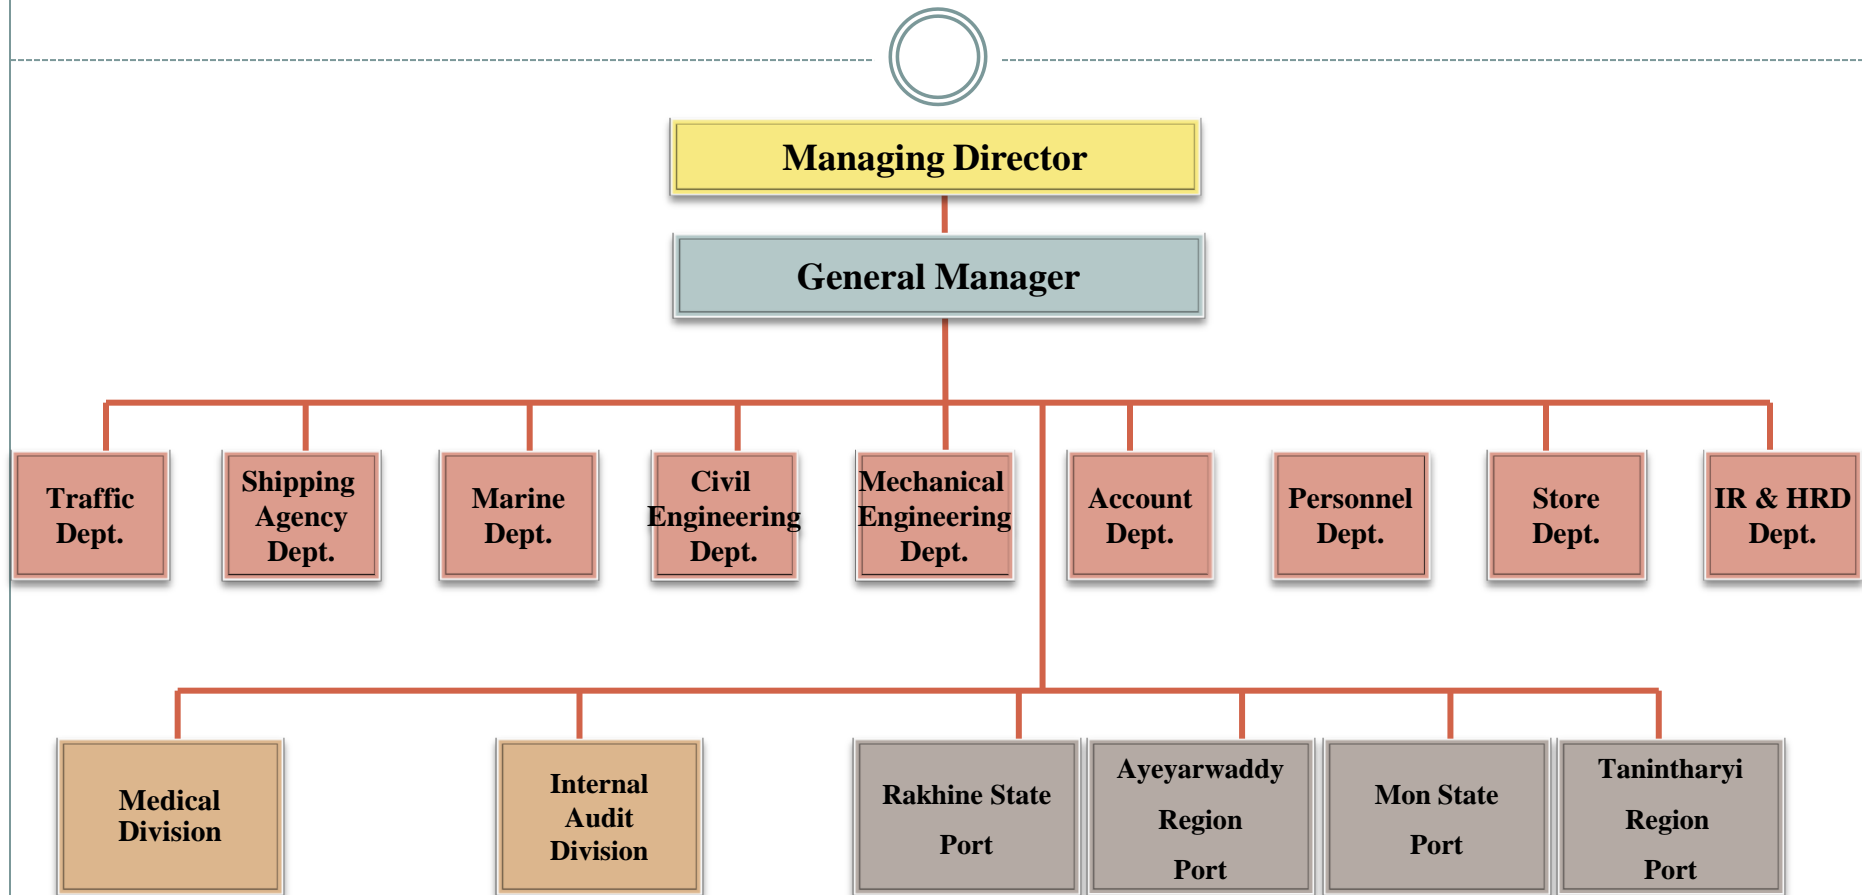 Managing Director
General Manager
Traffic
Dept.
Shipping
Agency
Dept.
Marine
Dept.
Civil
Engineering
Dept.
Mechanical
Engineering
Dept.
Account
Dept.
Personnel
Dept.
Store
Dept.
IR & HRD
Dept.
Medical
Division
Internal
Audit
Division
Rakhine State
Port
Ayeyarwaddy
Region
Port
Mon State
Port
Tanintharyi
Region
Port